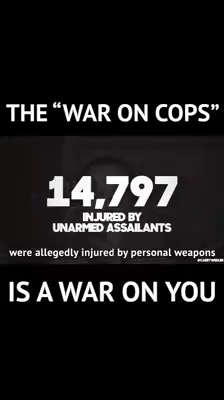 THE “WAR ON COPS”
14,797
INJURED BY
UNARMED ASSAILANTS
were allegedly injured by personal weapons
IS A WAR ON YOU